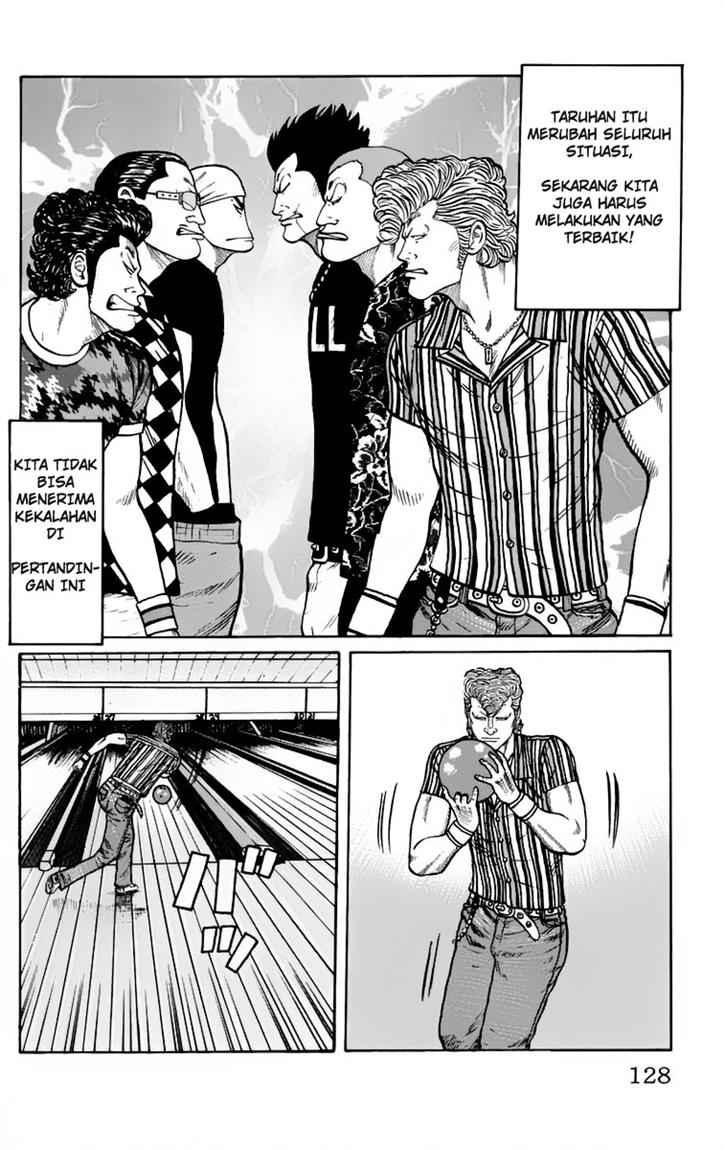 TARUHAN ITU
MERUBAH SELURUH
SITUASI,
SEKARANG KITA
JUGA HARUS
MELAKUKAN YANG
TERBAIK!
LL
KITA TIDAK
BISA
MENERIMA
KEKALAHAN
DI
PERTANDIN-
GAN INI
128